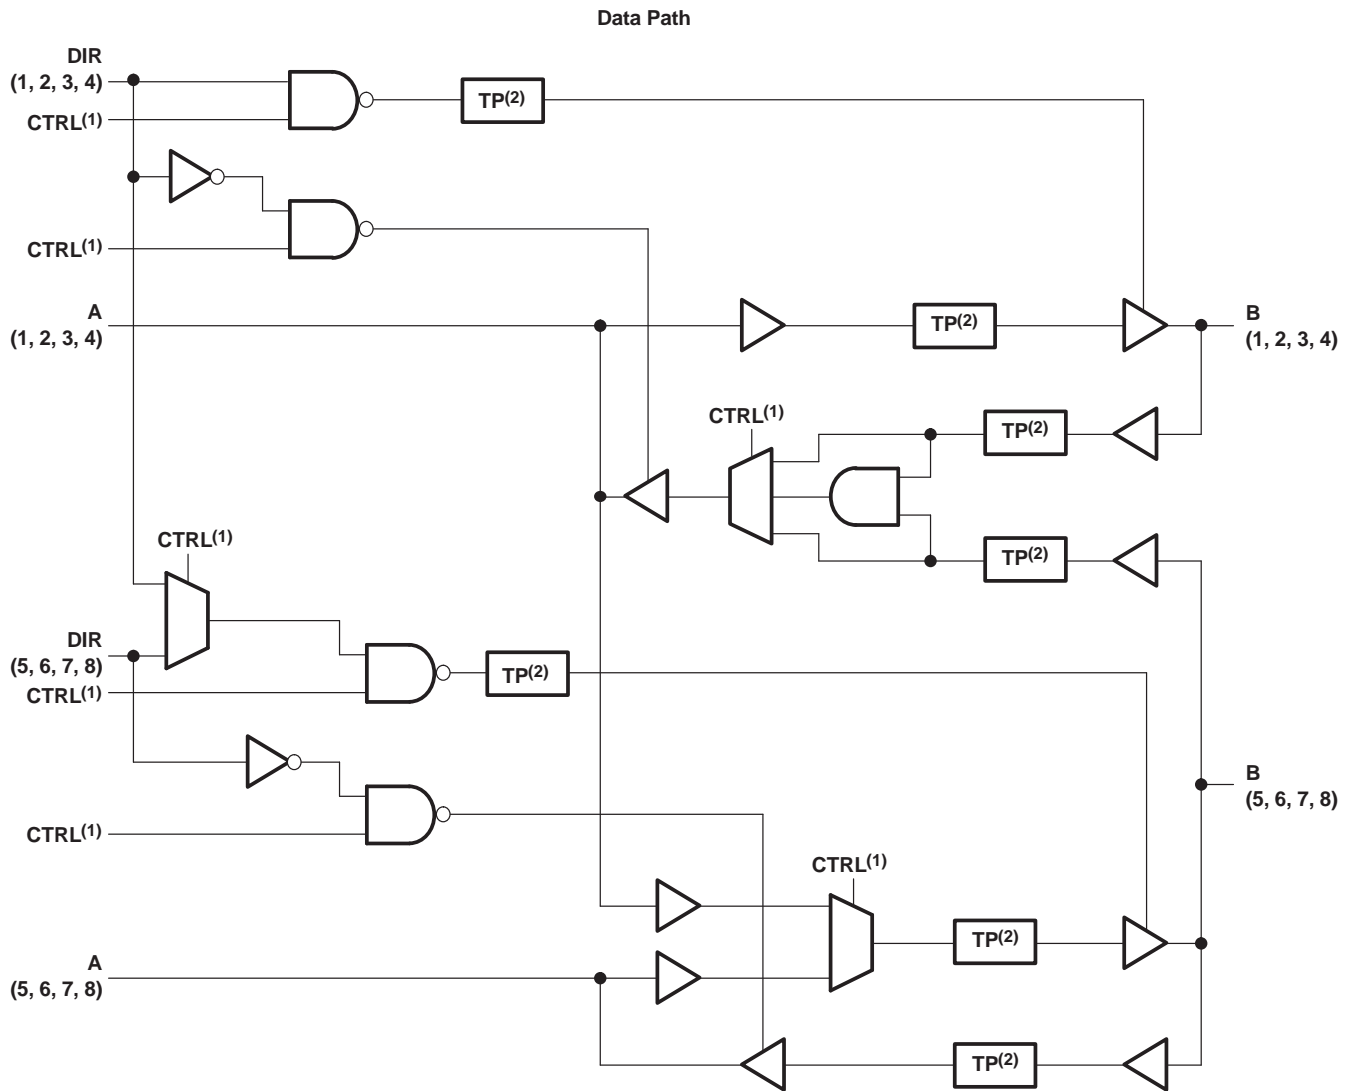 Data Path
DIR
(1, 2, 3, 4)
CTRL(1)
TP(2)
CTRL(1)
A
(1, 2, 3, 4)
TP(2)
B
(1, 2, 3, 4)
CTRL(1)
TP(2)
TP(2)
CTRL(1)
DIR
(5, 6, 7, 8)
CTRL(1)
TP(2)
B
(5, 6, 7, 8)
CTRL(1)
CTRL(1)
TP(2)
A
(5, 6, 7, 8)
TP(2)